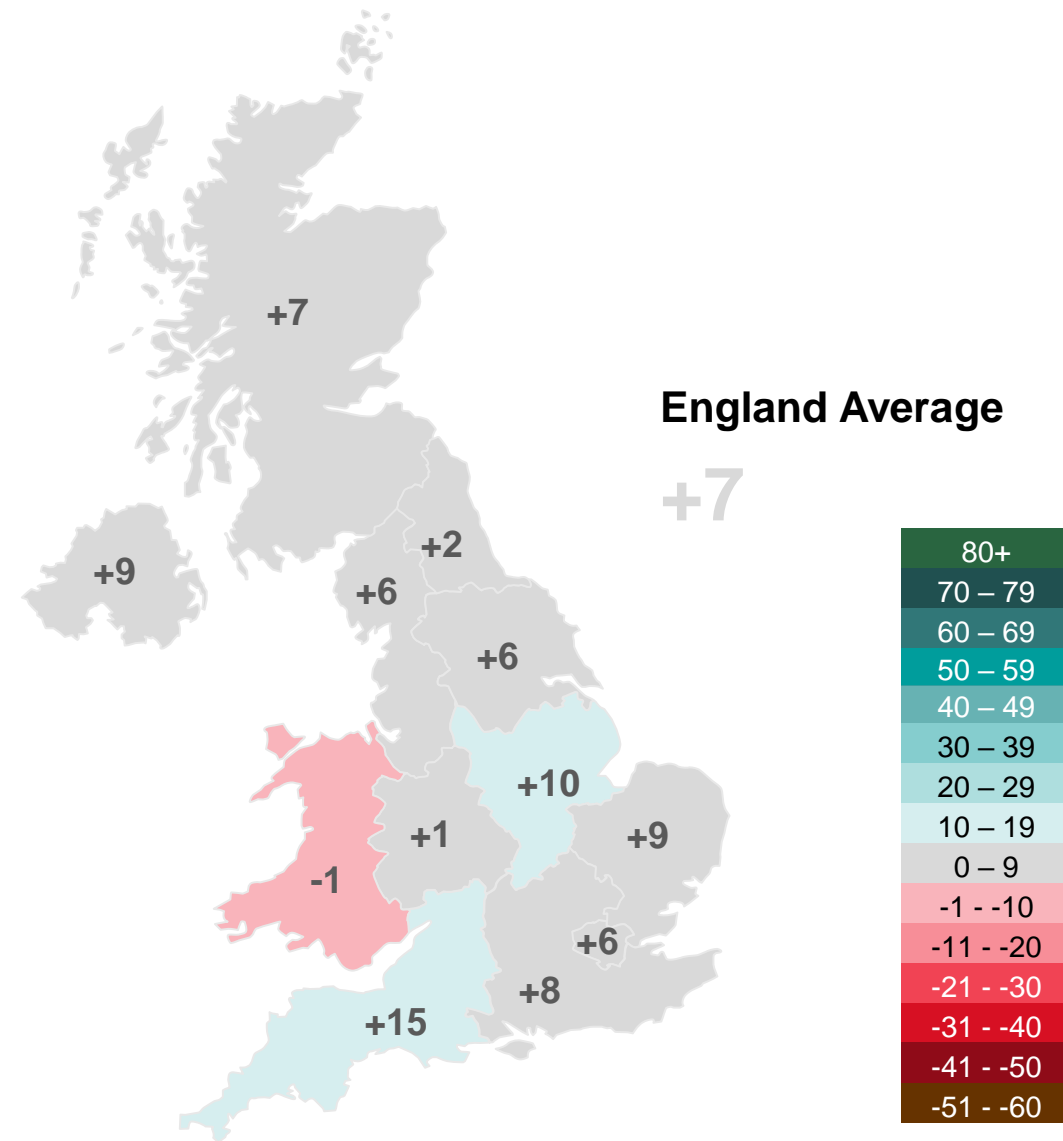 +7
England Average
+7
+2
+9
+6
+6
+10
+1
+9
-1
+6
+8
+15
80+
70 – 79
60 – 69
50 – 59
40 – 49
30 – 39
20 – 29
10 – 19
0 – 9
-1 - -10
-11 - -20
-21 - -30
-31 - -40
-41 - -50
-51 - -60